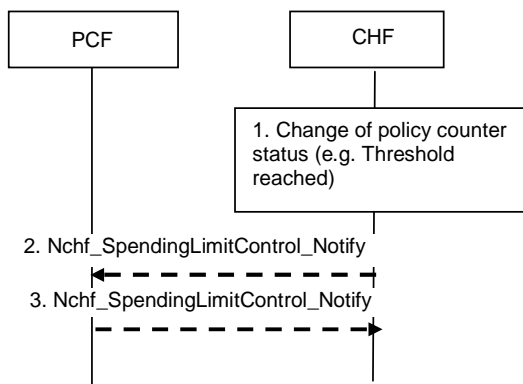 PCF
CHF
1. Change of policy counter
status (e.g. Threshold
reached)
2. Nchf_SpendingLimitControl_Notify
3. Nchf_SpendingLimitControl_Notify